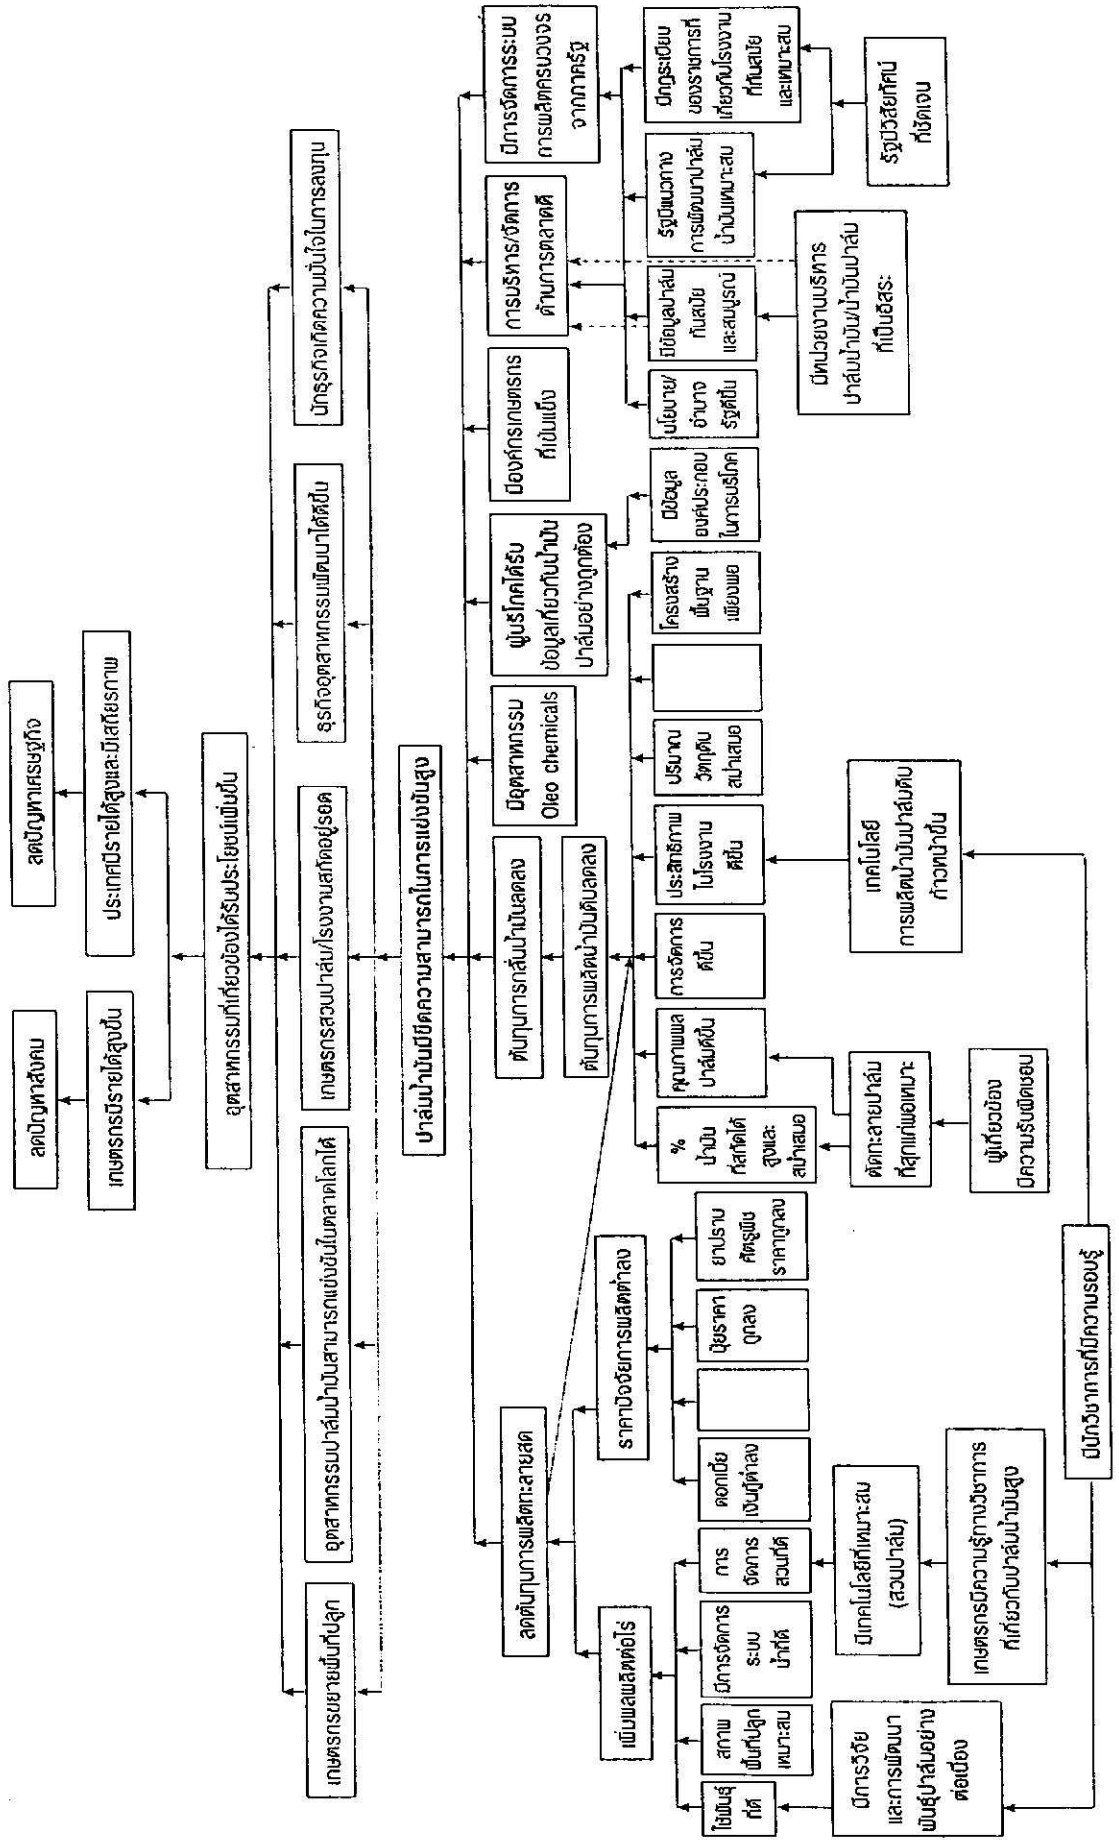 ลดปัญหาสังคม
ลดปัญหาเศรษฐกิจ
เกษตรกรมีรายได้สูงขึ้น
ประเทศมีรายได้สูงและมีเสถียรภาพ
อุตสาหกรรมที่เกี่ยวข้องได้รับประโยชน์เพิ่มขึ้น
เกษตรกรขยายพื้นที่ปลูก
อุตสาหกรรมปาล์มน้ำมันสามารถแข่งขันในตลาดโลกได้
เกษตรกรสวนปาล์ม/โรงงานสกัดอยู่รอด
ธุรกิจอุตสาหกรรมพัฒนาได้ดีขึ้น
นักธุรกิจเกิดความมั่นใจในการลงทุน
ปาล์มน้ำมันมีขีดความสามารถในการแข่งขันสูง
ลดต้นทุนการผลิตทะลายสด
ต้นทุนการกลั่นน้ำมันลดลง
มีอุตสาหกรรม
Oleo chemicals
ผู้บริโภคได้รับ
ข้อมูลเกี่ยวกับน้ำมัน
ปาล์มอย่างถูกต้อง
มีองค์กรเกษตรกร
ที่เข้มแข็ง
การบริหาร/จัดการ
ด้านการตลาดดี
มีการจัดการระบบ
การผลิตครบวงจร
จากภาครัฐ
ต้นทุนการผลิตน้ำมันดิบลดลง
เพิ่มผลผลิตต่อไร่
ราคาปัจจัยการผลิตต่ำลง
%
น้ำมัน
ที่สกัดได้
สูงและ
สม่ำเสมอ
คุณภาพผล
ปาล์มดีขึ้น
การจัดการ
ดีขึ้น
ประสิทธิภาพ
ในโรงงาน
ดีขึ้น
ปริมาณ
วัตถุดิบ
สม่ำเสมอ
โครงสร้าง
พื้นฐาน
เพียงพอ
มีข้อมูล
องค์ประกอบ
ในการบริโภค
นโยบาย/
อำนาจ
รัฐดีขึ้น
มีข้อมูลปาล์ม
ทันสมัย
และสมบูรณ์
รัฐมีแนวทาง
การพัฒนาปาล์ม
น้ำมันเหมาะสม
มีกฎระเบียบ
ของราชการที่
เกี่ยวกับโรงงาน
ที่ทันสมัย
และเหมาะสม
ใช้พันธุ์
ที่ดี
สภาพ
พื้นที่ปลูก
เหมาะสม
มีการจัดการ
ระบบ
น้ำที่ดี
การ
จัดการ
สวนที่ดี
ดอกเบี้ย
เงินกู้ต่ำลง
ปุ๋ยราคา
ถูกลง
ยาปราบ
ศัตรูพืช
ราคาถูกลง
มีการวิจัย
และการพัฒนา
พันธุ์ปาล์มอย่าง
ต่อเนื่อง
มีเทคโนโลยีที่เหมาะสม
(สวนปาล์ม)
ตัดทะลายปาล์ม
ที่สุกแก่พอเหมาะ
เทคโนโลยี
การผลิตน้ำมันปาล์มดิบ
ก้าวหน้าขึ้น
มีหน่วยงานบริหาร
ปาล์มน้ำมัน/น้ำมันปาล์ม
ที่เป็นอิสระ
รัฐมีวิสัยทัศน์
ที่ชัดเจน
เกษตรกรมีความรู้ทางวิชาการ
ที่เกี่ยวกับปาล์มน้ำมันสูง
ผู้เกี่ยวข้อง
มีความรับผิดชอบ
มีนักวิชาการที่มีความรอบรู้